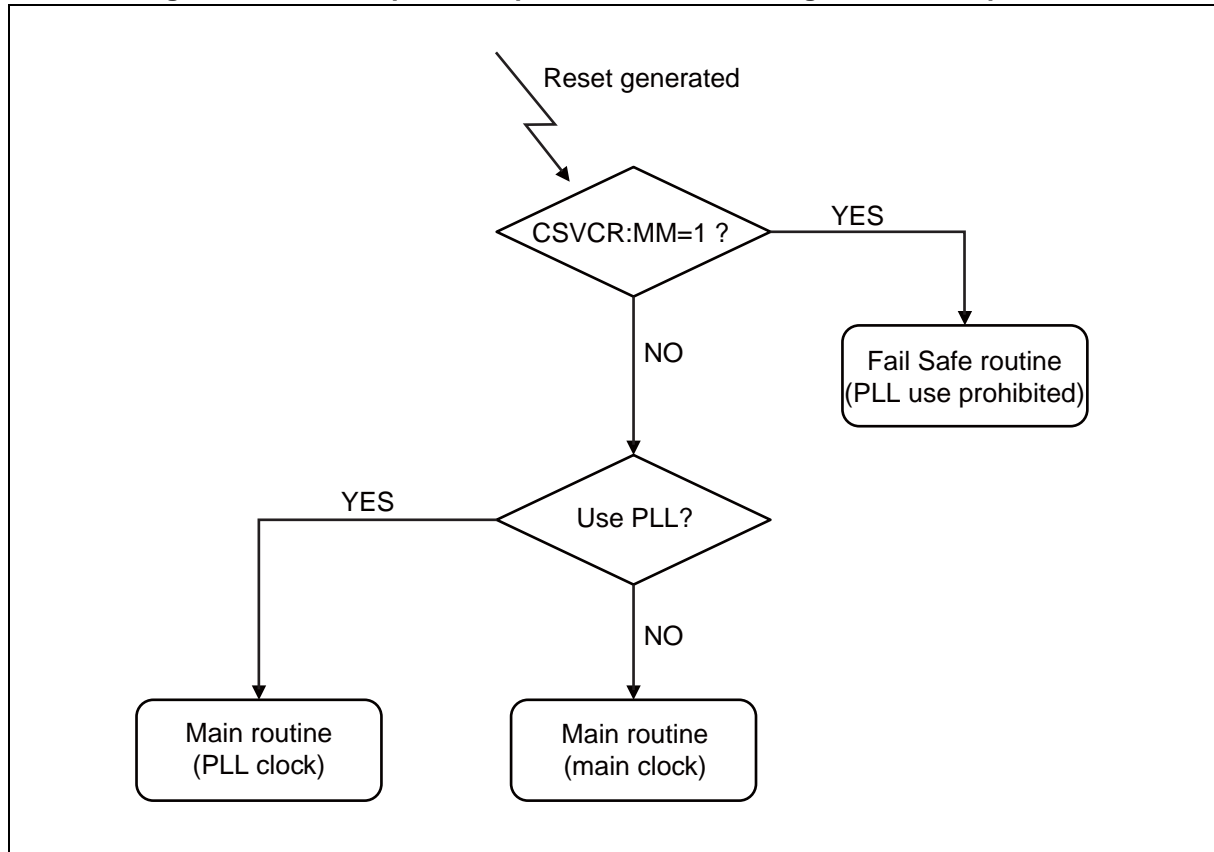 Reset generated
CSVCR:MM=1 ?
YES
NO
Fail Safe routine
(PLL use prohibited)
YES
Use PLL?
NO
Main routine
(PLL clock)
Main routine
(main clock)